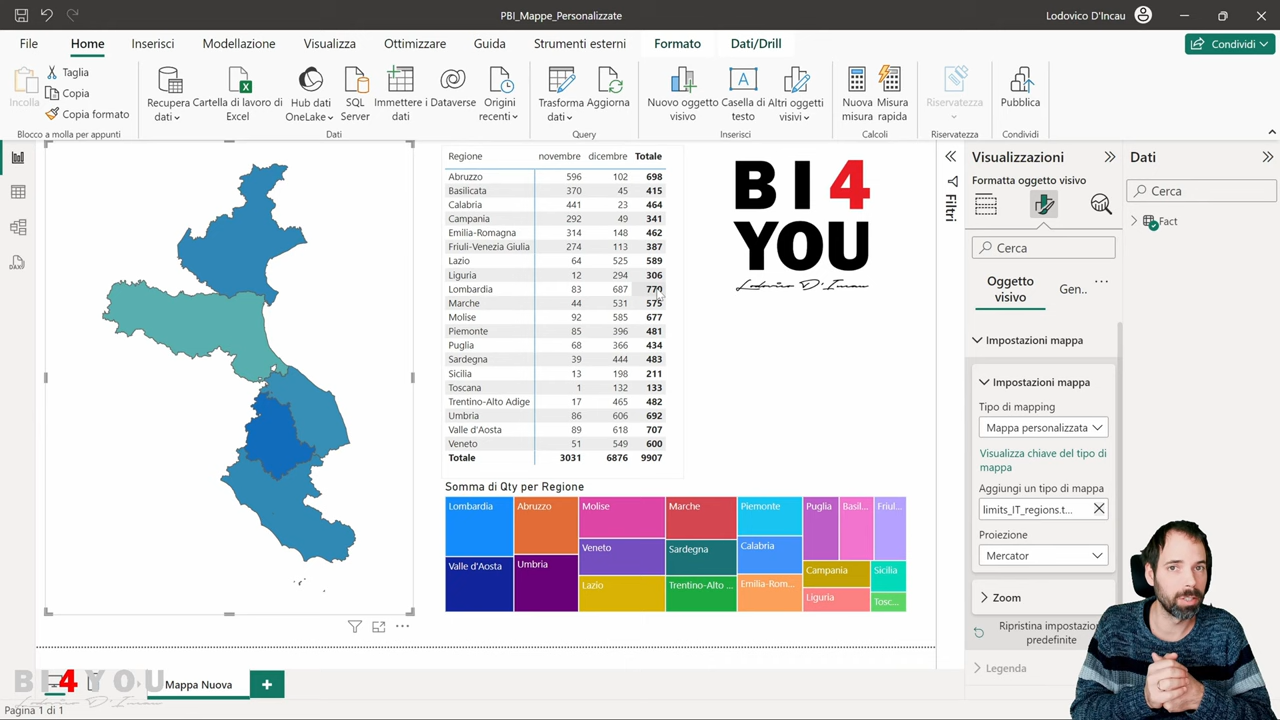 PBI_Mappe_Personalizzate
Lodovico D'Incau
File
Home
Inserisci
Modellazione
Visualizza
Ottimizzare
Guida
Strumenti esterni
Formato
Dati/Drill
Condividi
Incolla
Taglia
Copia
Copia formato
Blocco a molla per appunti
Recupera dati
Cartella di lavoro di Excel
Hub dati OneLake
SQL Server
Immettere i dati
Dataverse
Origini recenti
Dati
Trasforma dati
Aggiorna
Query
Nuovo oggetto visivo
Casella di testo
Altri oggetti visivi
Inserisci
Nuova misura
Misura rapida
Calcoli
Riservatezza
Riservatezza
Pubblica
Condividi
Regione novembre dicembre Totale
Abruzzo 596 102 698
Basilicata 370 45 415
Calabria 441 23 464
Campania 292 49 341
Emilia-Romagna 314 148 462
Friuli-Venezia Giulia 274 113 387
Lazio 64 525 589
Liguria 12 294 306
Lombardia 83 687 770
Marche 44 531 575
Molise 92 585 677
Piemonte 85 396 481
Puglia 68 366 434
Sardegna 39 444 483
Sicilia 13 198 211
Toscana 1 132 133
Trentino-Alto Adige 17 465 482
Umbria 86 606 692
Valle d'Aosta 89 618 707
Veneto 51 549 600
Totale 3031 6876 9907
BI4
YOU
Lodovico D'Incau
Somma di Qty per Regione
Lombardia
Valle d'Aosta
Abruzzo
Umbria
Molise
Veneto
Lazio
Marche
Sardegna
Trentino-Alto ...
Piemonte
Calabria
Emilia-Rom...
Puglia
Basil...
Friul...
Campania
Liguria
Sicilia
Tosc...
Filtri
Visualizzazioni
Formatta oggetto visivo
Cerca
Oggetto visivo
Gen...
Impostazioni mappa
Impostazioni mappa
Tipo di mapping
Mappa personalizzata
Visualizza chiave del tipo di
mappa
Aggiungi un tipo di mappa
limits_IT_regions.t...
Proiezione
Mercator
Zoom
Ripristina impostazio
predefinite
Legenda
Dati
Cerca
Fact
BI4YOU
Lodovico D'Incau
Mappa Nuova
Pagina 1 di 1